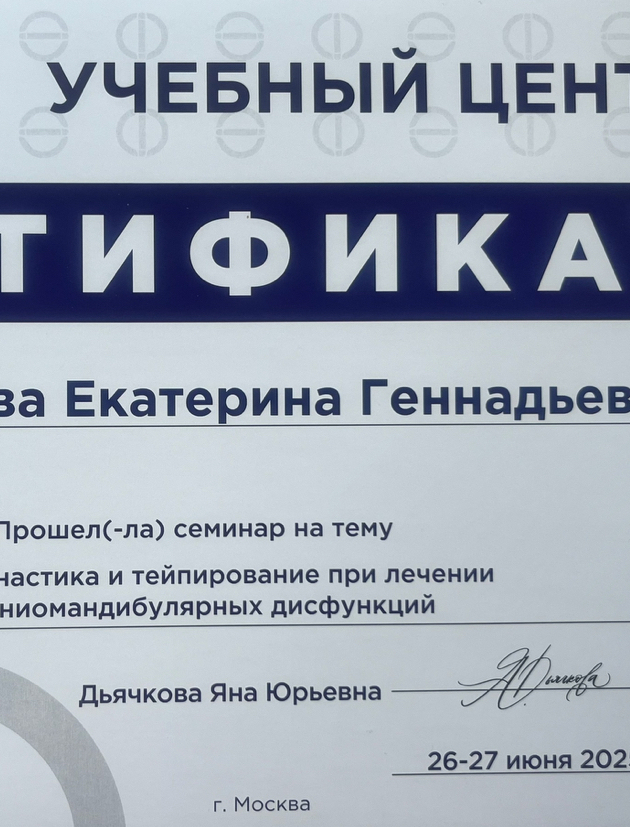 УЧЕБНЫЙ ЦЕНТ
ТИФИКА
ва Екатерина Геннадьев
Прошел(-ла) семинар на тему
настика и тейпирование при лечении
ниомандибулярных дисфункций
Дьячкова Яна Юрьевна
ЯДьячкова
26-27 июня 202
г. Москва